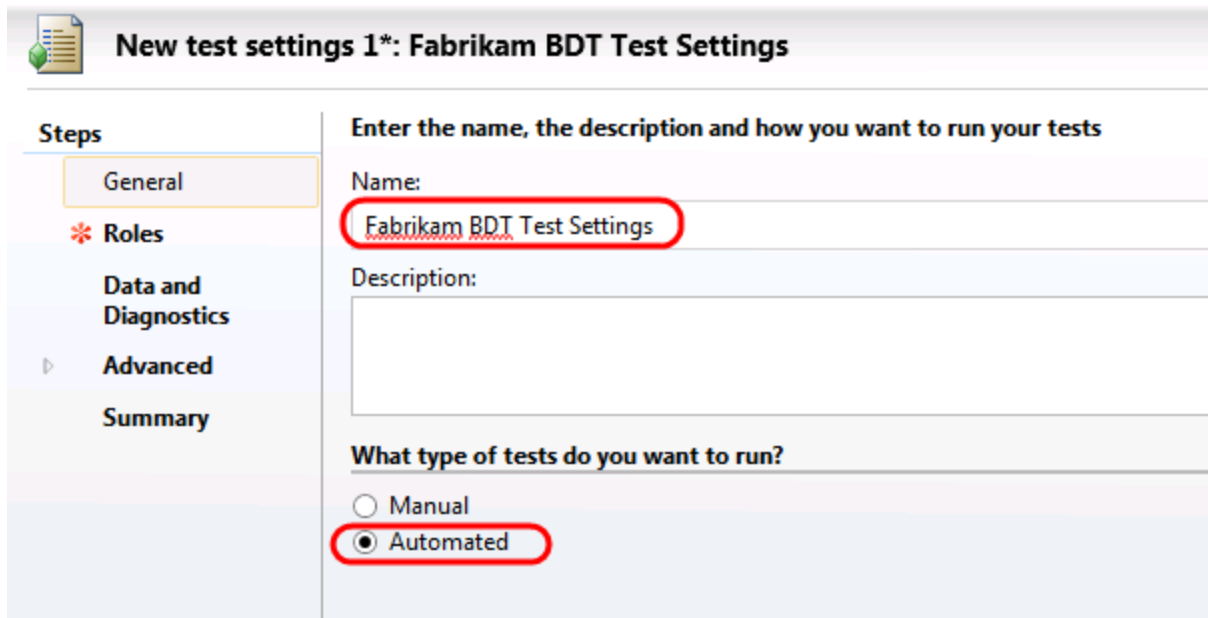 New test settings 1*: Fabrikam BDT Test Settings
Steps
General
* Roles
Data and
Diagnostics
Advanced
Summary
Enter the name, the description and how you want to run your tests
Name:
Fabrikam BDT Test Settings
Description:
What type of tests do you want to run?
Manual
Automated